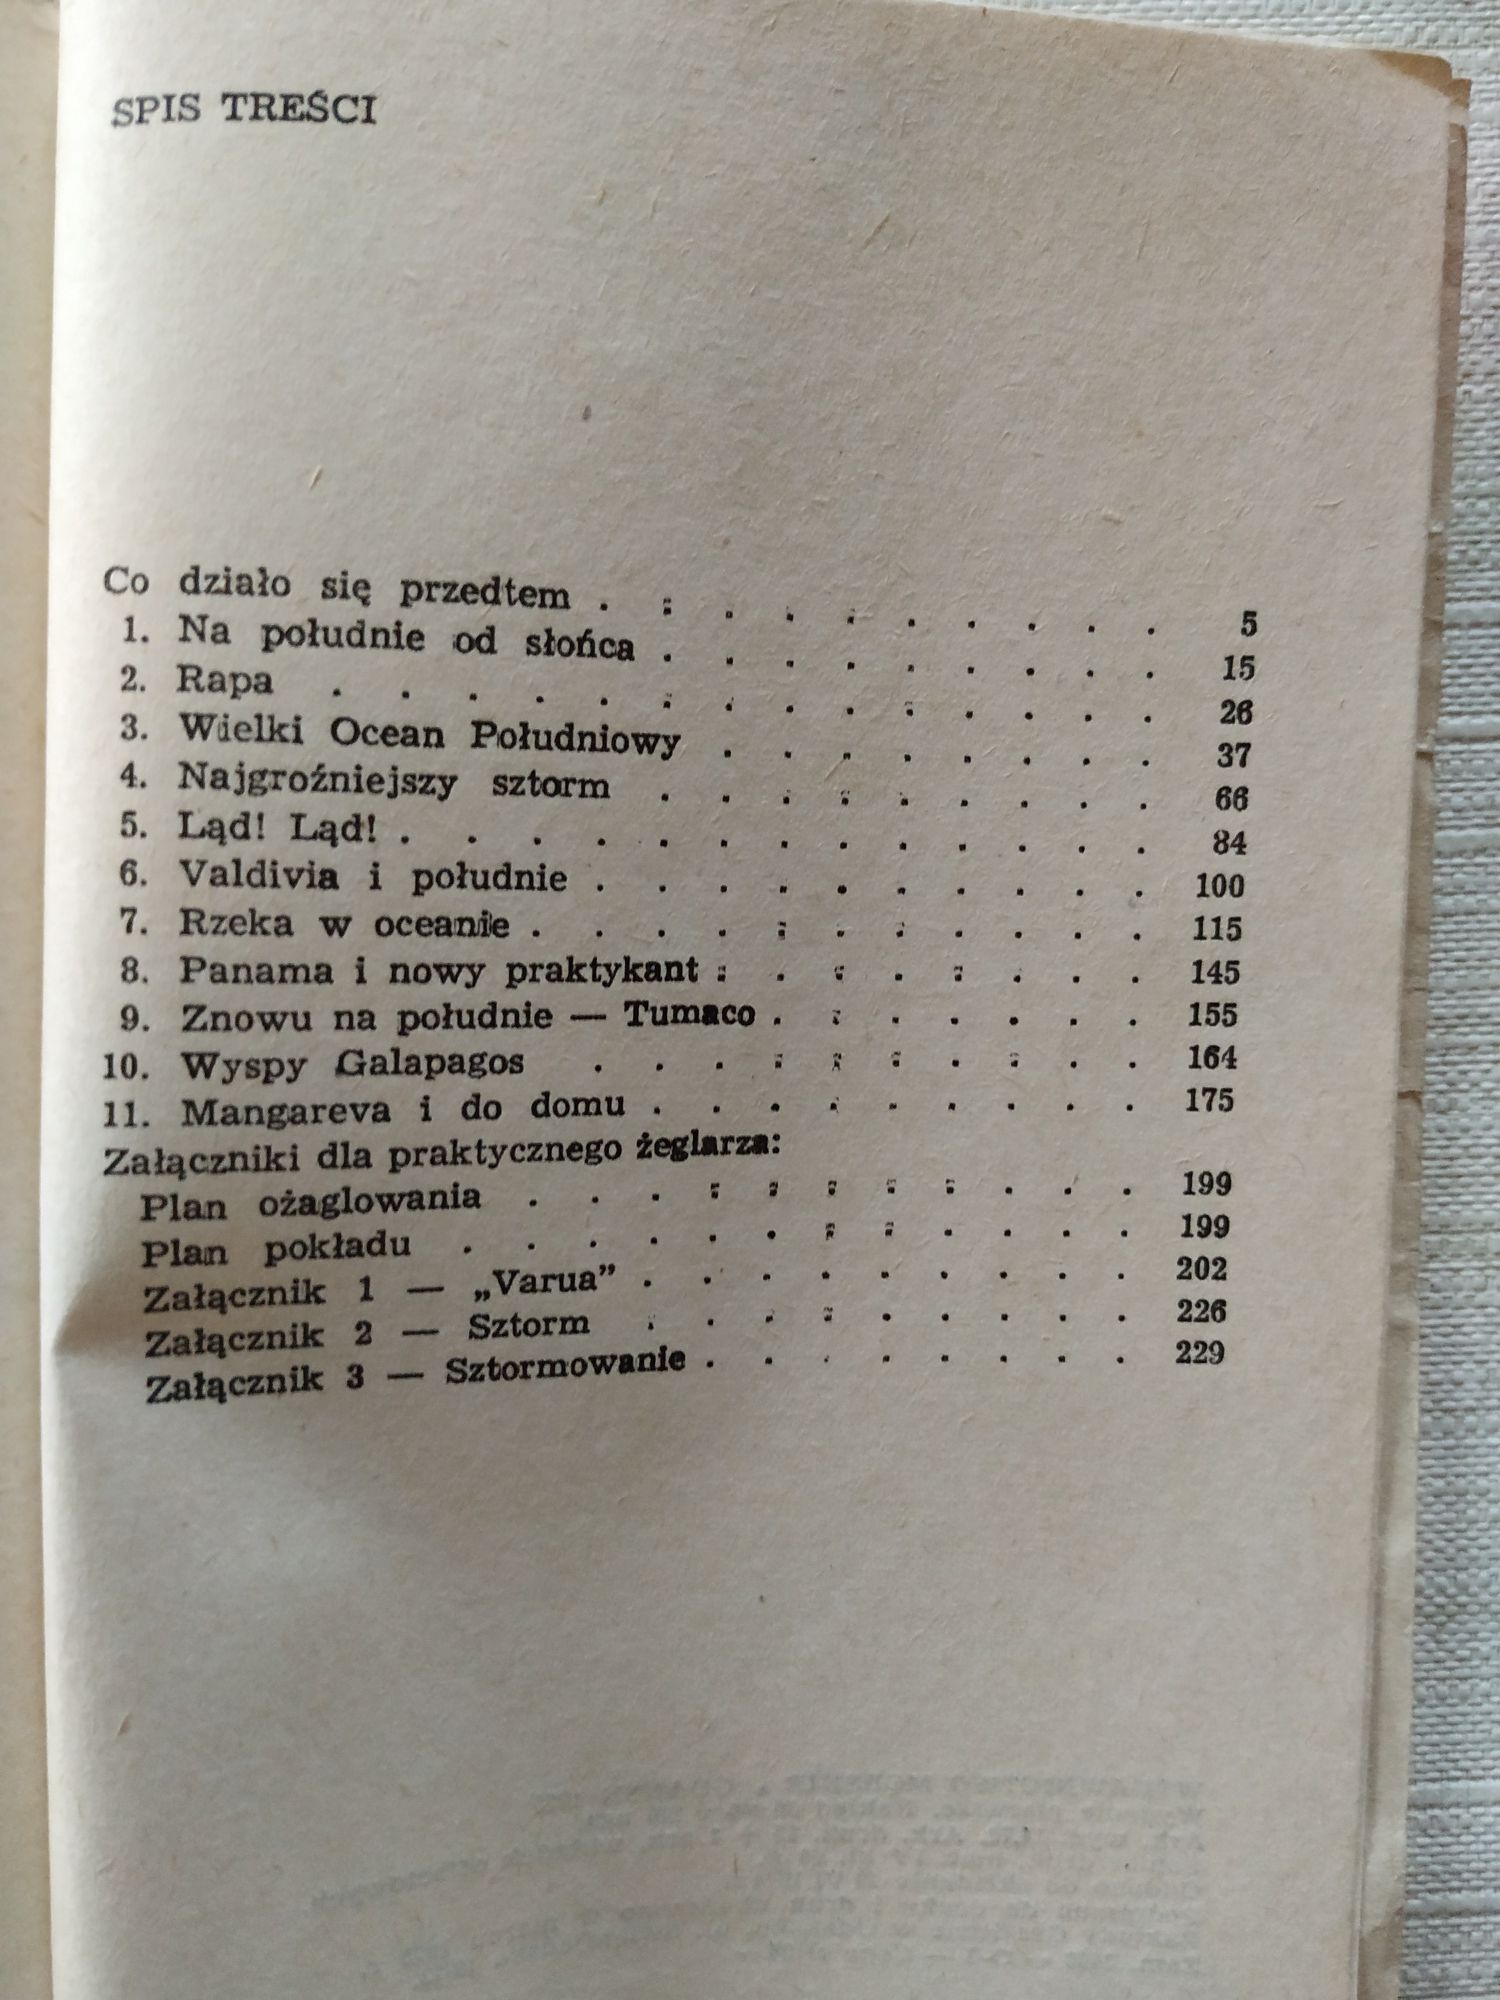 SPIS TREŚCI
Co działo się przedtem . . . . . . . . . . 5
1. Na południe od słońca . . . . . . . . . 15
2. Rapa . . . . . . . . . . . . . . 26
3. Wielki Ocean Południowy . . . . . . . . 37
4. Najgroźniejszy sztorm . . . . . . . . . 66
5. Ląd! Ląd! . . . . . . . . . . . . . 84
6. Valdivia i południe . . . . . . . . . . 100
7. Rzeka w oceanie . . . . . . . . . . . 115
8. Panama i nowy praktykant . . . . . . . . 145
9. Znowu na południe — Tumaco . . . . . . . 155
10. Wyspy Galapagos . . . . . . . . . . 164
11. Mangareva i do domu . . . . . . . . . 175
Załączniki dla praktycznego żeglarza:
Plan ożaglowania . . . . . . . . . . . 199
Plan pokładu . . . . . . . . . . . . 199
Załącznik 1 — „Varua” . . . . . . . . . 202
Załącznik 2 — Sztorm . . . . . . . . . 226
Załącznik 3 — Sztormowanie . . . . . . . . 229